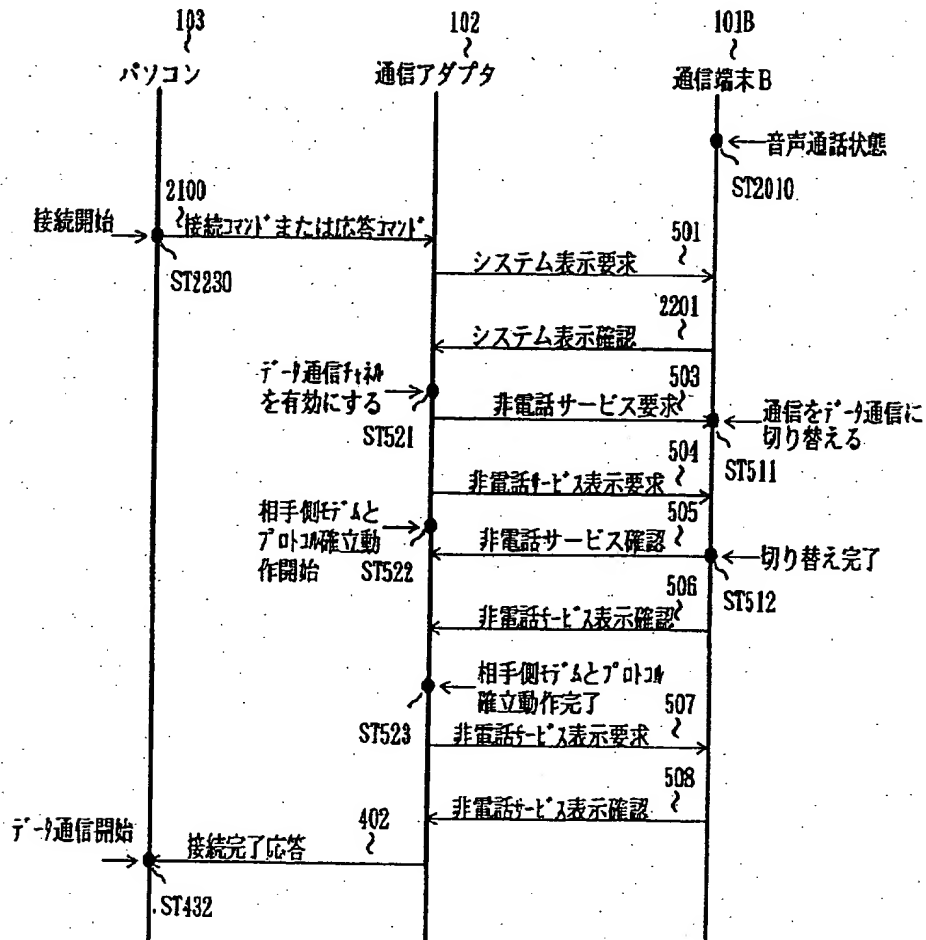 103
102
101B
パソコン
通信アダプタ
通信端末B
音声通話状態
ST2010
2100
接続開始
接続コマンドまたは応答コマンド
ST2230
501
システム表示要求
2201
システム表示確認
データ通信チャネル
を有効にする
ST521
503
非電話サービス要求
通信をデータ通信に
切り替える
ST511
504
非電話サービス表示要求
相手側モデムと
プロトコル確立動
作開始
ST522
505
非電話サービス確認
切り替え完了
ST512
506
非電話サービス表示確認
相手側モデムとプロトコル
確立動作完了
ST523
507
非電話サービス表示要求
508
非電話サービス表示確認
データ通信開始
402
接続完了応答
ST432